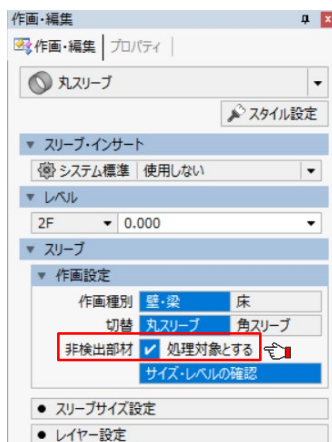 作画・編集
作画・編集 プロパティ
丸スリーブ
スタイル設定
スリーブ・インサート
システム標準 使用しない
レベル
2F 0.000
スリーブ
作画設定
作画種別 壁・梁 床
切替 丸スリーブ 角スリーブ
非検出部材 処理対象とする
サイズ・レベルの確認
スリーブサイズ設定
レイヤー設定